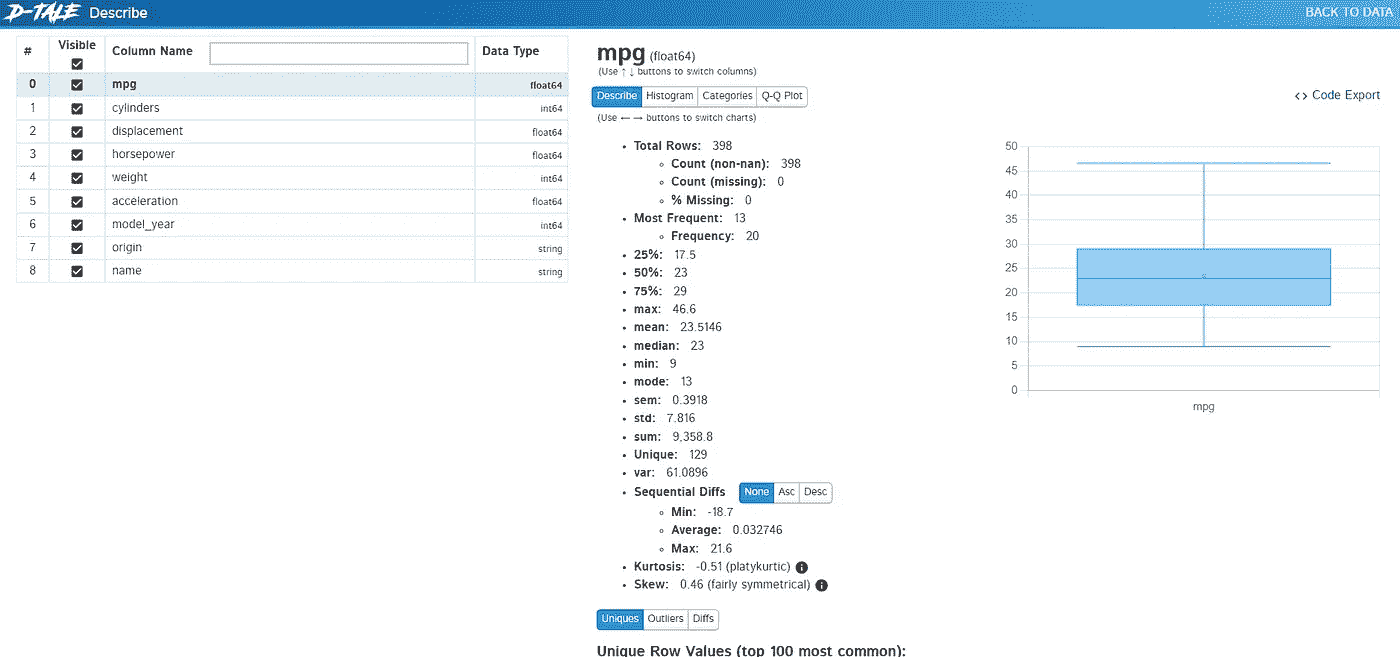 D-TALE Describe
BACK TO DATA
# Visible Column Name Data Type
0 mpg float64
1 cylinders int64
2 displacement float64
3 horsepower float64
4 weight int64
5 acceleration float64
6 model_year int64
7 origin string
8 name string
mpg (float64)
(Use ↑ ↓ buttons to switch columns)
Describe Histogram Categories Q-Q Plot
<> Code Export
(Use ← → buttons to switch charts)
Total Rows: 398
Count (non-nan): 398
Count (missing): 0
% Missing: 0
Most Frequent: 13
Frequency: 20
25%: 17.5
50%: 23
75%: 29
max: 46.6
mean: 23.5146
median: 23
min: 9
mode: 13
sem: 0.3918
std: 7.816
sum: 9,358.8
Unique: 129
var: 61.0896
Sequential Diffs None Asc Desc
Min: -18.7
Average: 0.032746
Max: 21.6
Kurtosis: -0.51 (platykurtic) i
Skew: 0.46 (fairly symmetrical) i
Uniques Outliers Diffs
Unique Row Values (top 100 most common):
50
45
40
35
30
25
20
15
10
5
0
mpg